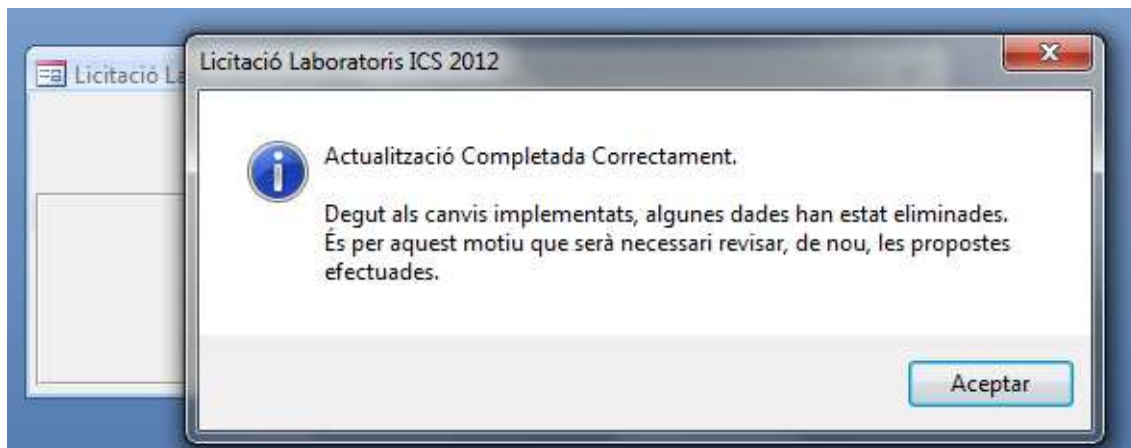 Licitació La
Licitació Laboratoris ICS 2012
Actualització Completada Correctament.
Degut als canvis implementats, algunes dades han estat eliminades.
És per aquest motiu que serà necessari revisar, de nou, les propostes
efectuades.
Aceptar